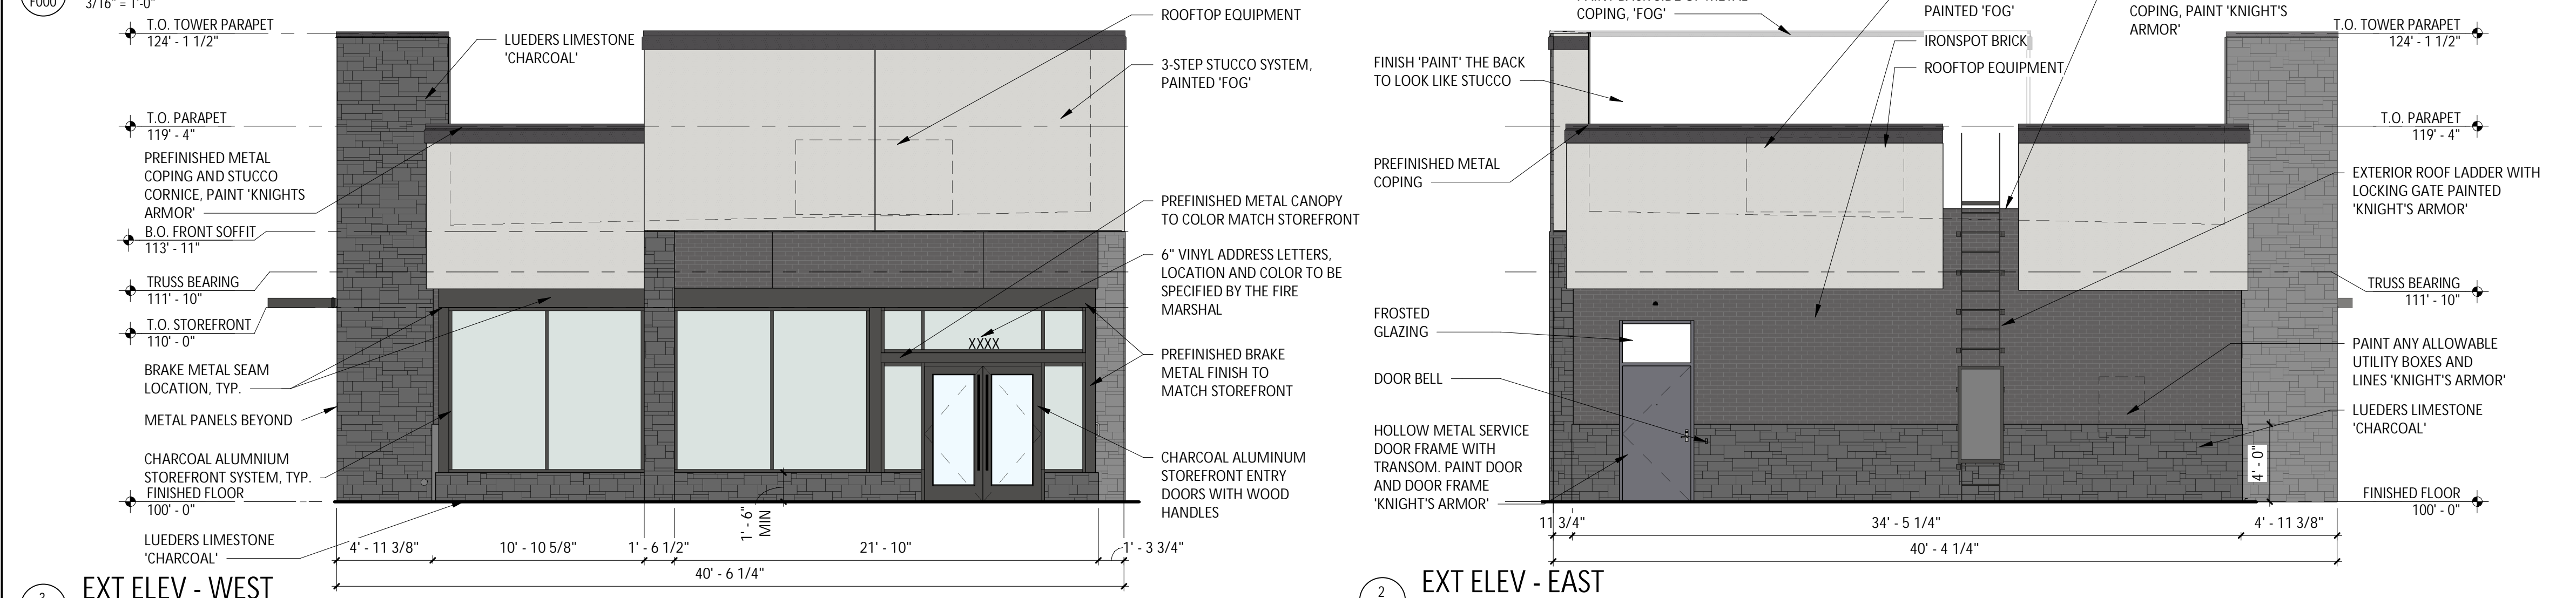 F000
3/16" = 1'-0"
T.O. TOWER PARAPET
124' - 1 1/2"
T.O. PARAPET
119' - 4"
PREFINISHED METAL
COPING AND STUCCO
CORNICE, PAINT 'KNIGHTS
ARMOR'
B.O. FRONT SOFFIT
113' - 11"
TRUSS BEARING
111' - 10"
T.O. STOREFRONT
110' - 0"
BRAKE METAL SEAM
LOCATION, TYP.
METAL PANELS BEYOND
CHARCOAL ALUMNIUM
STOREFRONT SYSTEM, TYP.
FINISHED FLOOR
100' - 0"
LUEDERS LIMESTONE
'CHARCOAL'
LUEDERS LIMESTONE
'CHARCOAL'
XXXX
1' - 6"
MIN
4' - 11 3/8"
10' - 10 5/8"
1' - 6 1/2"
21' - 10"
1' - 3 3/4"
40' - 6 1/4"
ROOFTOP EQUIPMENT
3-STEP STUCCO SYSTEM,
PAINTED 'FOG'
PREFINISHED METAL CANOPY
TO COLOR MATCH STOREFRONT
6" VINYL ADDRESS LETTERS,
LOCATION AND COLOR TO BE
SPECIFIED BY THE FIRE
MARSHAL
PREFINISHED BRAKE
METAL FINISH TO
MATCH STOREFRONT
CHARCOAL ALUMINUM
STOREFRONT ENTRY
DOORS WITH WOOD
HANDLES
EXT ELEV - WEST
COPING, 'FOG'
FINISH 'PAINT' THE BACK
TO LOOK LIKE STUCCO
PREFINISHED METAL
COPING
FROSTED
GLAZING
DOOR BELL
HOLLOW METAL SERVICE
DOOR FRAME WITH
TRANSOM. PAINT DOOR
AND DOOR FRAME
'KNIGHT'S ARMOR'
PAINTED 'FOG'
IRONSPOT BRICK
ROOFTOP EQUIPMENT
COPING, PAINT 'KNIGHT'S
ARMOR'
T.O. TOWER PARAPET
124' - 1 1/2"
T.O. PARAPET
119' - 4"
EXTERIOR ROOF LADDER WITH
LOCKING GATE PAINTED
'KNIGHT'S ARMOR'
TRUSS BEARING
111' - 10"
PAINT ANY ALLOWABLE
UTILITY BOXES AND
LINES 'KNIGHT'S ARMOR'
LUEDERS LIMESTONE
'CHARCOAL'
4' - 0"
FINISHED FLOOR
100' - 0"
11 3/4"
34' - 5 1/4"
4' - 11 3/8"
40' - 4 1/4"
2
EXT ELEV - EAST